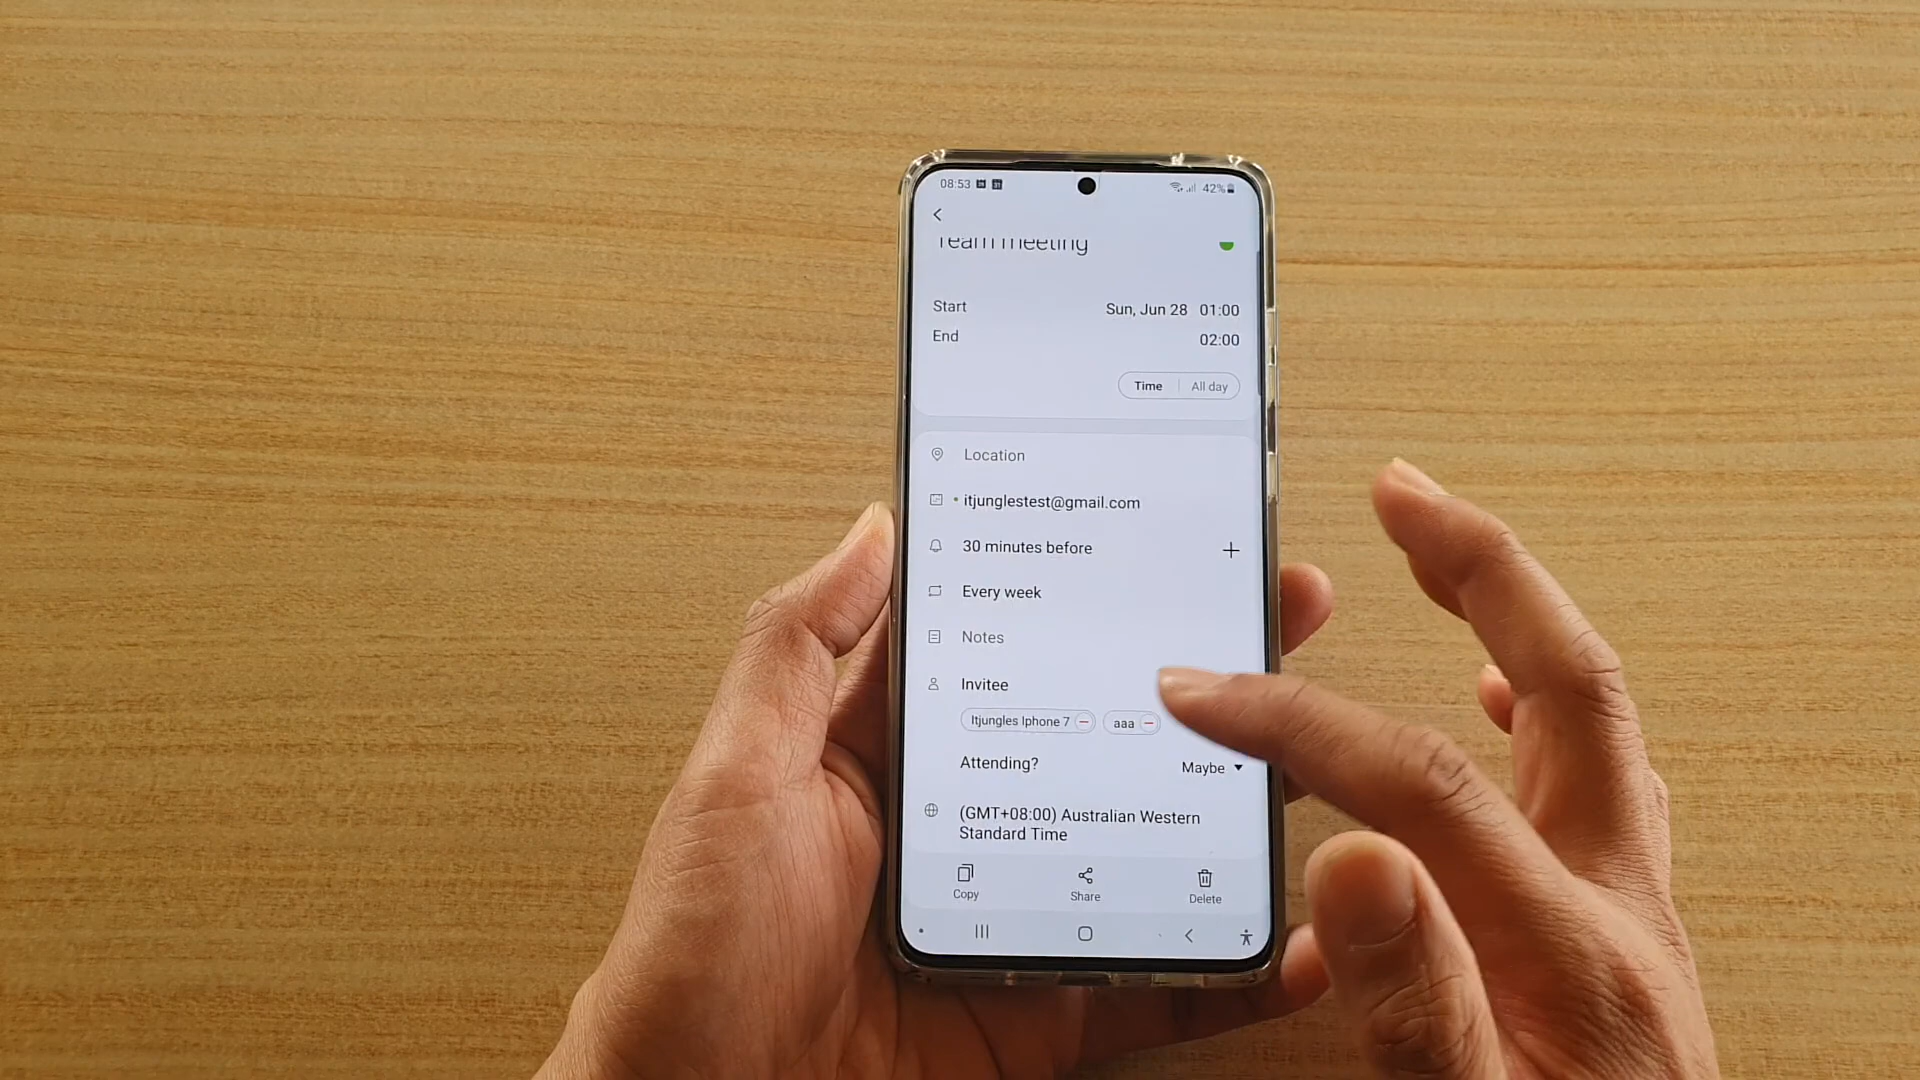 08:53 42%
Team meeting
Start Sun, Jun 28 01:00
End 02:00
Time All day
Location
itjunglestest@gmail.com
30 minutes before
Every week
Notes
Invitee
Itjungles Iphone 7 aaa
Attending? Maybe
(GMT+08:00) Australian Western
Standard Time
Copy Share Delete